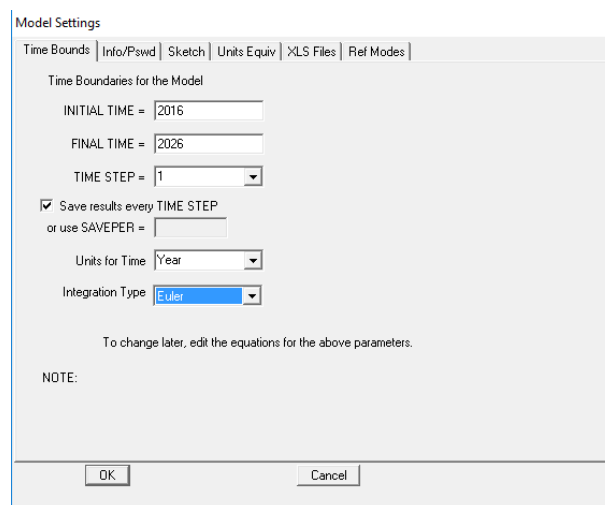 Model Settings
Time Bounds Info/Pswd Sketch Units Equiv XLS Files Ref Modes
Time Boundaries for the Model
INITIAL TIME = 2016
FINAL TIME = 2026
TIME STEP = 1
Save results every TIME STEP
or use SAVEPER =
Units for Time Year
Integration Type Euler
To change later, edit the equations for the above parameters.
NOTE:
OK Cancel